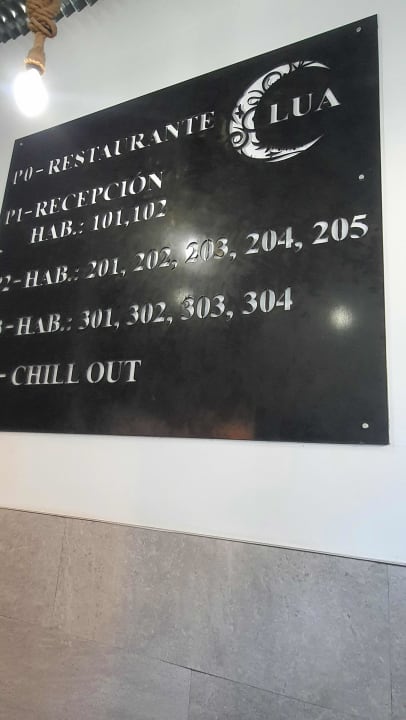 P0-RESTAURANTE LUA
P1-RECEPCIÓN
HAB.: 101,102
2-HAB.: 201, 202, 203, 204, 205
-HAB.: 301, 302, 303, 304
- CHILL OUT